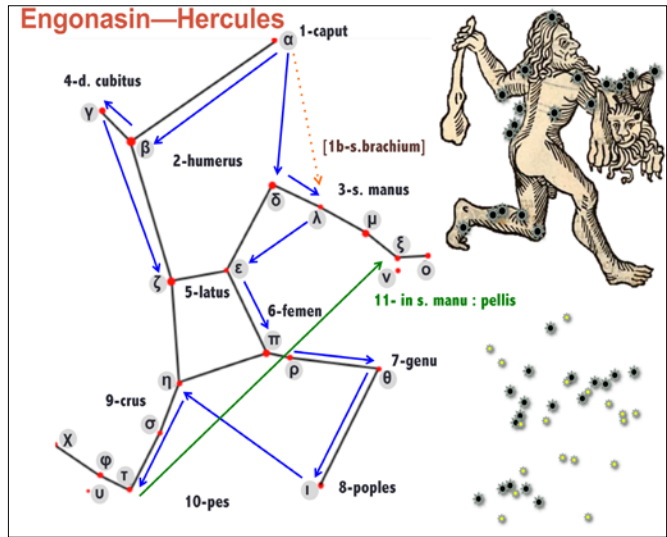 Engonasin—Hercules
α
1-caput
4-d. cubitus
γ
β
2-humerus
[1b-s.brachium]
δ
3-s. manus
λ
μ
ξ
ν
ο
ζ
ε
5-latus
6-femen
11- in s. manu : pellis
π
ρ
7-genu
θ
η
9-crus
σ
χ
φ
τ
υ
10-pes
ι
8-poples